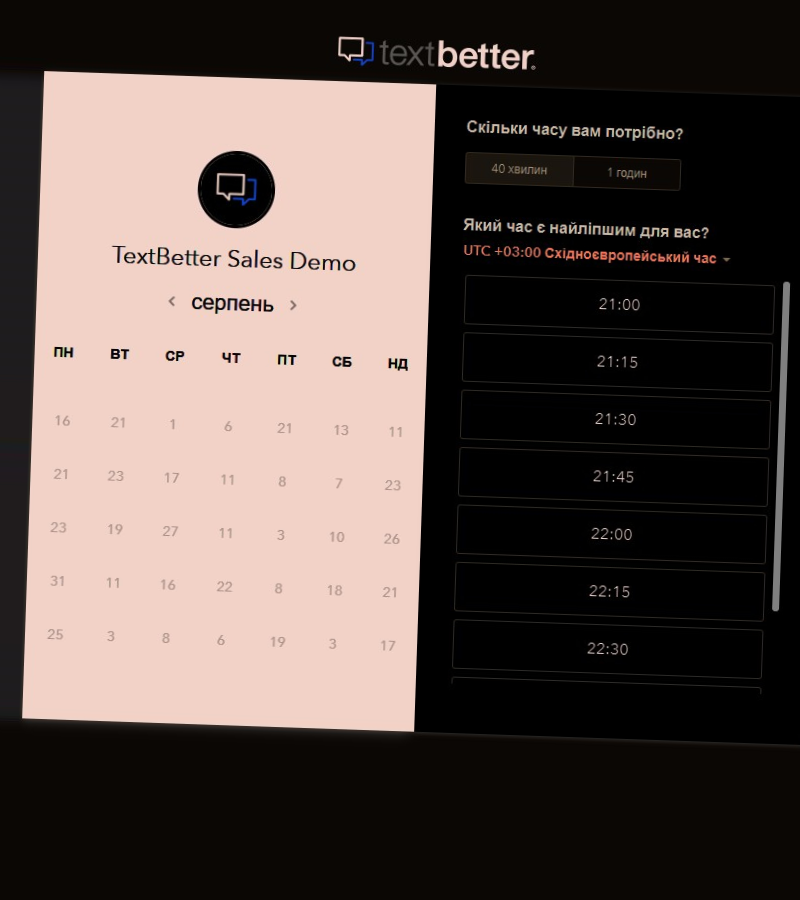 textbetter.
TextBetter Sales Demo
серпень
ПН ВТ СР ЧТ ПТ СБ НД
16 21 1 6 21 13 11
21 23 17 11 8 7 23
23 19 27 11 3 10 26
31 11 16 22 8 18 21
25 3 8 6 19 3 17
Скільки часу вам потрібно?
40 хвилин 1 годин
Який час є найліпшим для вас?
UTC +03:00 Східноєвропейський час
21:00
21:15
21:30
21:45
22:00
22:15
22:30